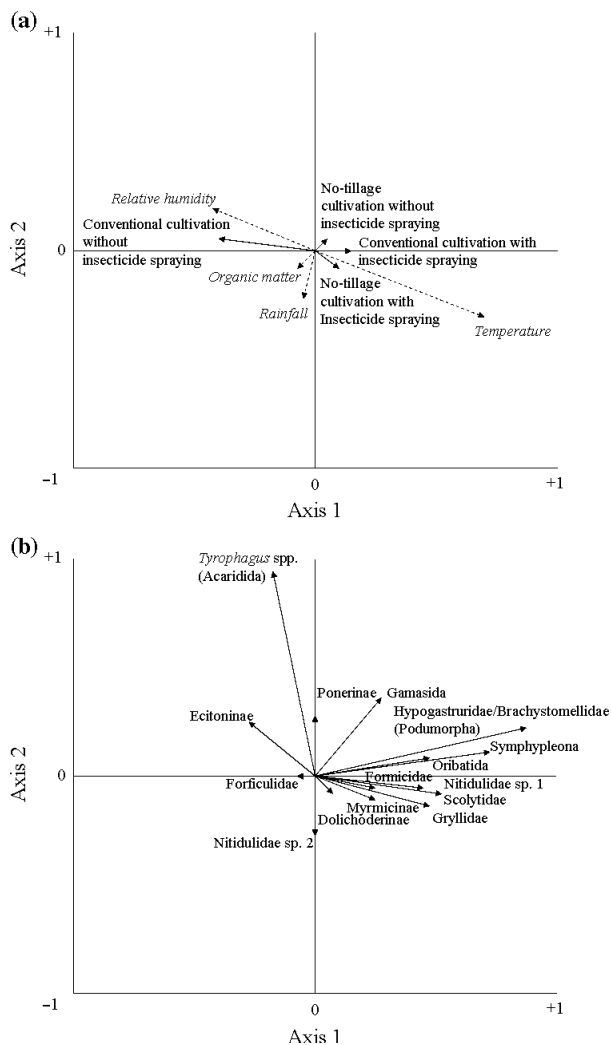 (a)
+1
Relative humidity
No-tillage
cultivation without
insecticide spraying
Conventional cultivation
without
insecticide spraying
Axis 2
0
Conventional cultivation with
insecticide spraying
Organic matter
No-tillage
cultivation with
Insecticide spraying
Rainfall
Temperature
−1
0
+1
Axis 1
(b)
+1
Tyrophagus spp.
(Acaridida)
Ponerinae
Gamasida
Ecitoninae
Hypogastruridae/Brachystomellidae
(Podumorpha)
Symphypleona
Oribatida
Axis 2
0
Forficulidae
Formicidae
Nitidulidae sp. 1
Scolytidae
Myrmicinae
Gryllidae
Dolichoderinae
Nitidulidae sp. 2
−1
0
+1
Axis 1